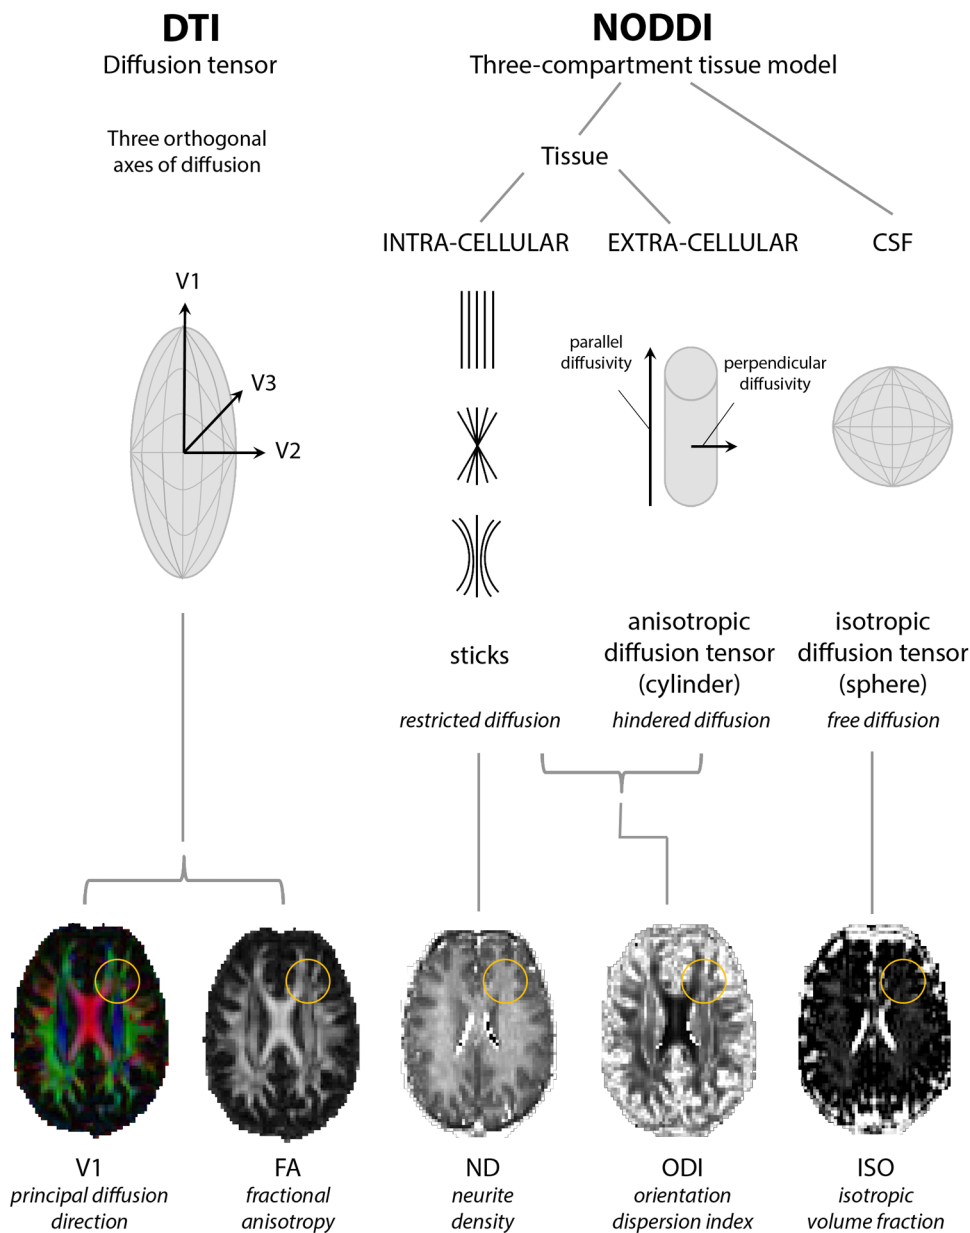 DTI
Diffusion tensor
Three orthogonal
axes of diffusion
V1
V3
V2
NODDI
Three-compartment tissue model
Tissue
INTRA-CELLULAR
EXTRA-CELLULAR
CSF
parallel
diffusivity
perpendicular
diffusivity
sticks
restricted diffusion
anisotropic
diffusion tensor
(cylinder)
hindered diffusion
isotropic
diffusion tensor
(sphere)
free diffusion
V1
principal diffusion
direction
FA
fractional
anisotropy
ND
neurite
density
ODI
orientation
dispersion index
ISO
isotropic
volume fraction